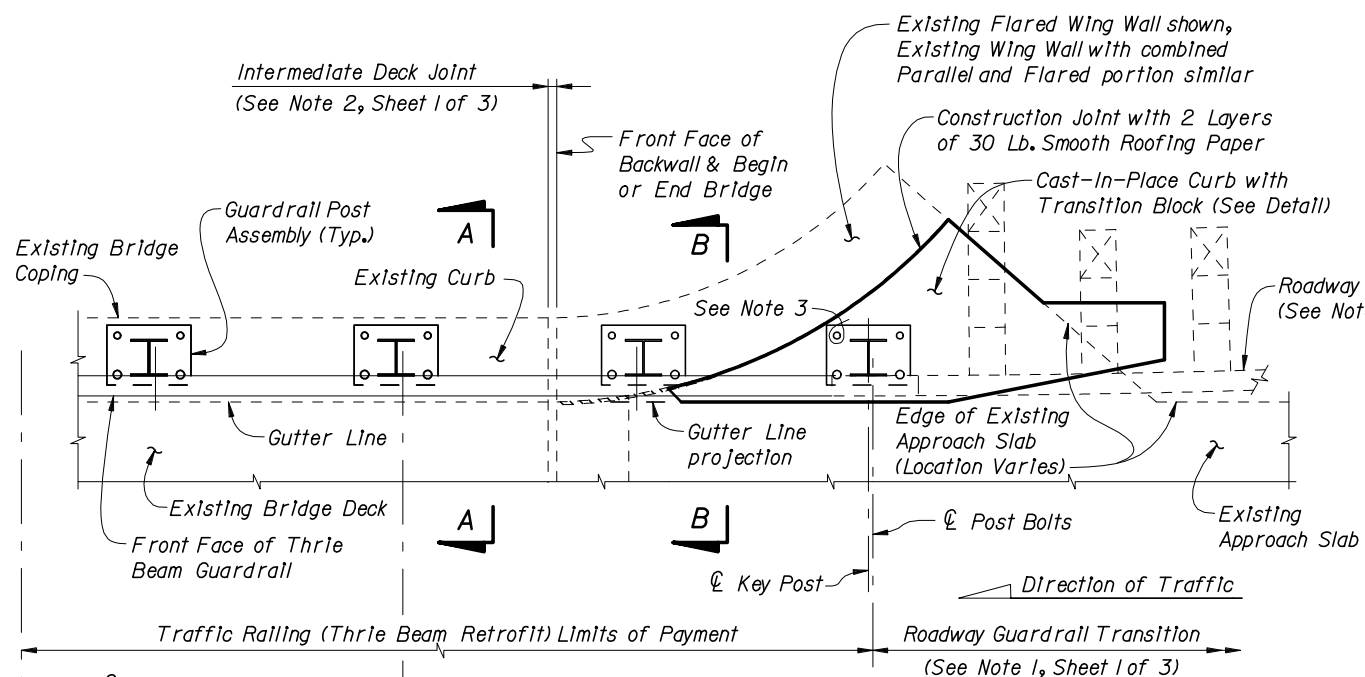 Existing Flared Wing Wall shown,
Existing Wing Wall with combined
Parallel and Flared portion similar
Intermediate Deck Joint
(See Note 2, Sheet 1 of 3)
Construction Joint with 2 Layers
of 30 Lb. Smooth Roofing Paper
Front Face of
Backwall & Begin
or End Bridge
Cast-In-Place Curb with
Transition Block (See Detail)
Guardrail Post
Assembly (Typ.)
A
B
Existing Bridge
Coping
Existing Curb
See Note 3
Roadway
(See Not
Gutter Line
Gutter Line
projection
Edge of Existing
Approach Slab
(Location Varies)
Existing Bridge Deck
A
B
℄ Post Bolts
Existing
Approach Slab
Front Face of Thrie
Beam Guardrail
℄ Key Post
Direction of Traffic
Traffic Railing (Thrie Beam Retrofit) Limits of Payment
Roadway Guardrail Transition
(See Note 1, Sheet 1 of 3)